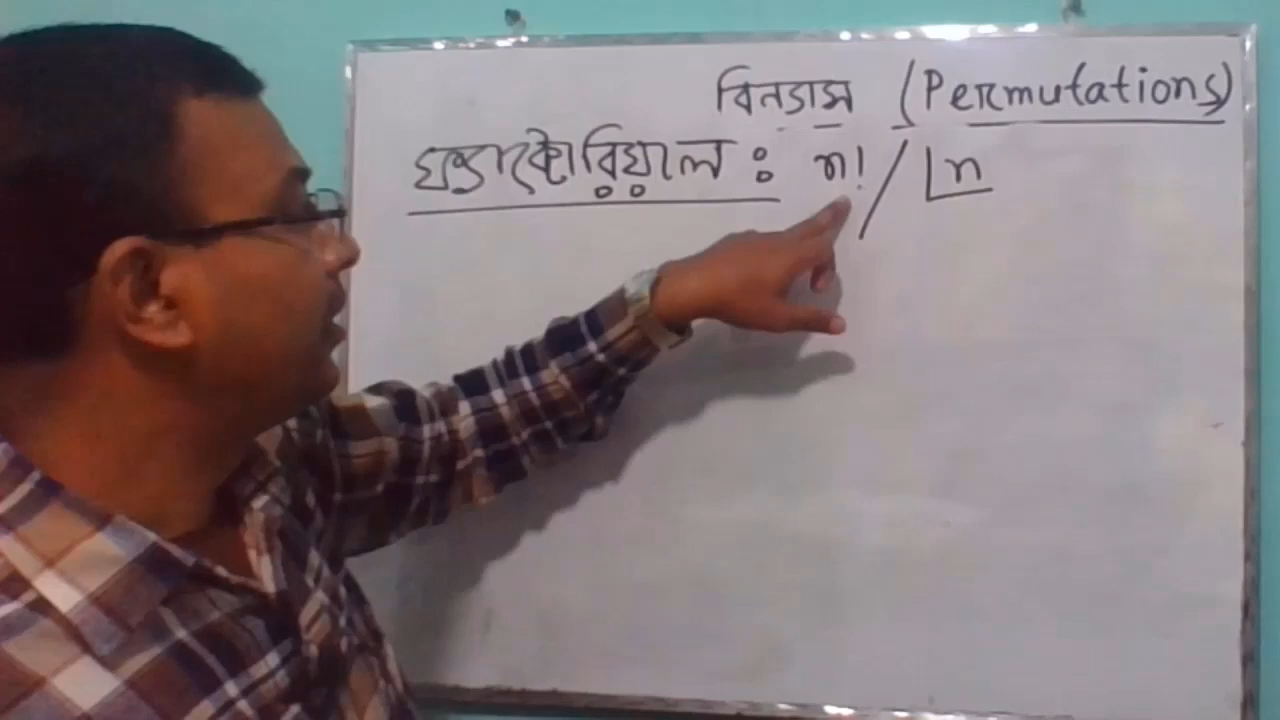 বিন্যাস (Permutations)
ফ্যাক্টোরিয়াল : n! / |n